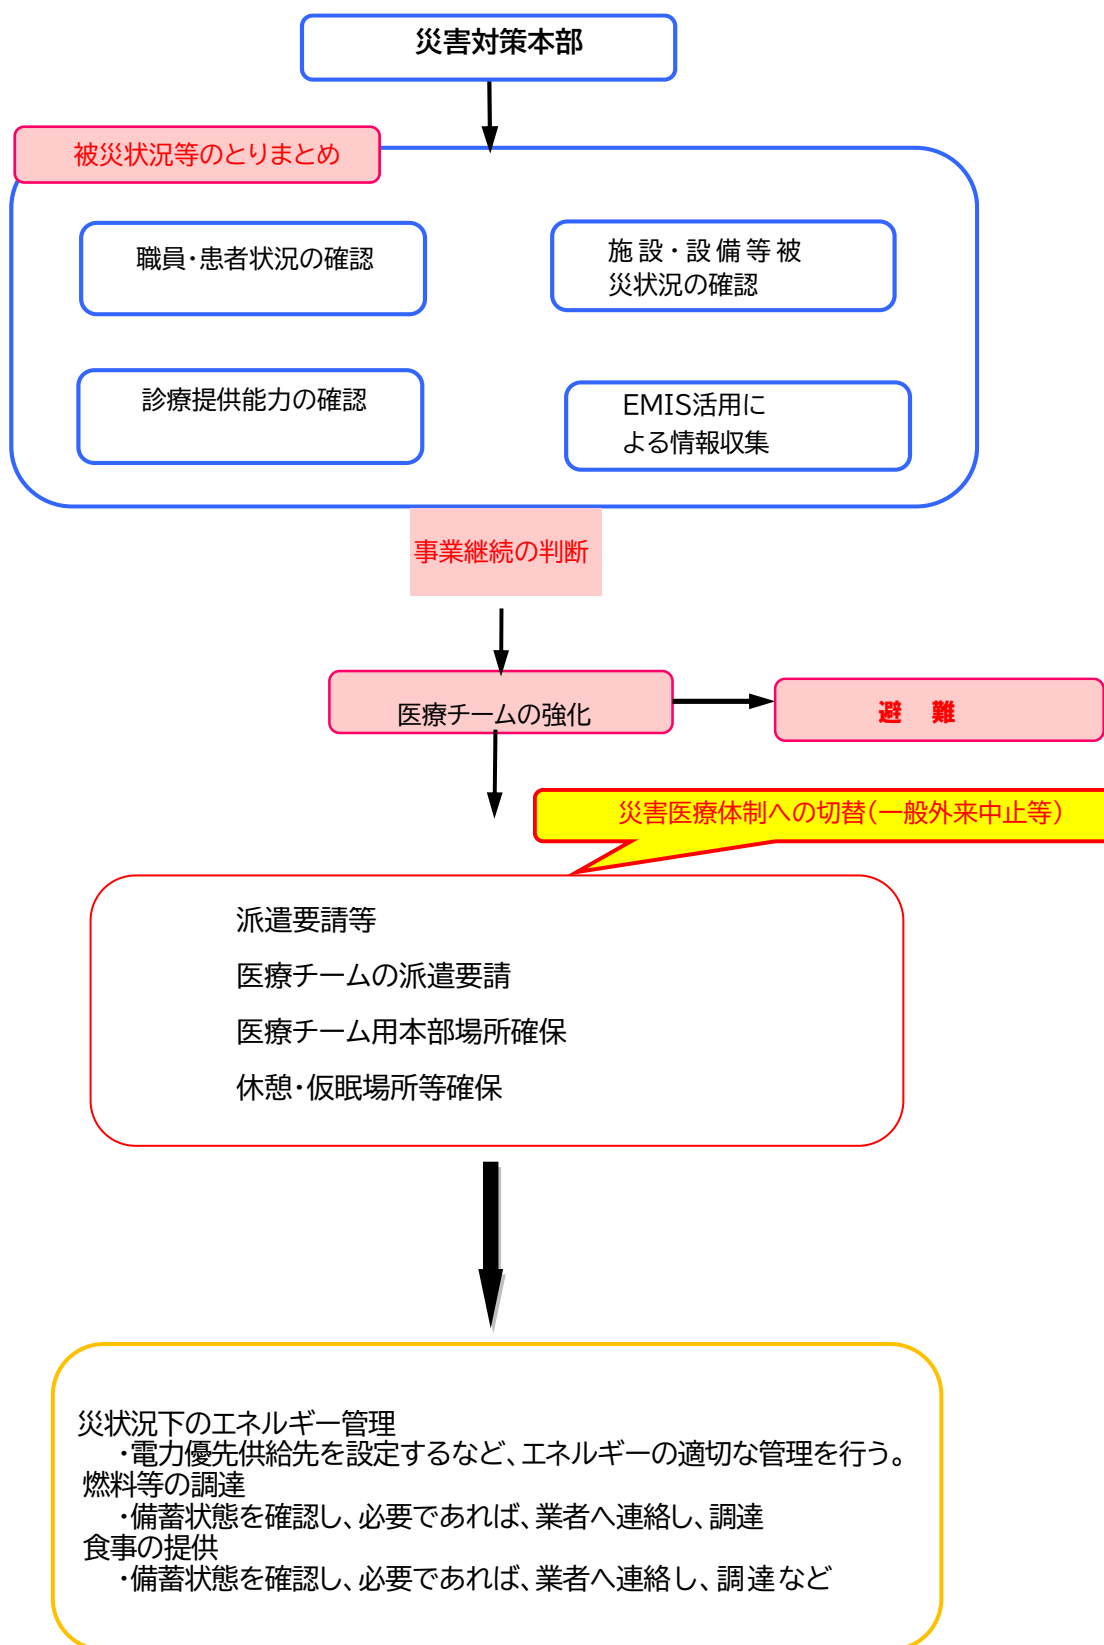 災害対策本部
被災状況等のとりまとめ
職員・患者状況の確認
施設・設備等被
災状況の確認
診療提供能力の確認
EMIS活用に
よる情報収集
事業継続の判断
医療チームの強化
避 難
災害医療体制への切替（一般外来中止等）
派遣要請等
医療チームの派遣要請
医療チーム用本部場所確保
休憩・仮眠場所等確保
災状況下のエネルギー管理
・電力優先供給先を設定するなど、エネルギーの適切な管理を行う。
燃料等の調達
・備蓄状態を確認し、必要であれば、業者へ連絡し、調達
食事の提供
・備蓄状態を確認し、必要であれば、業者へ連絡し、調達など